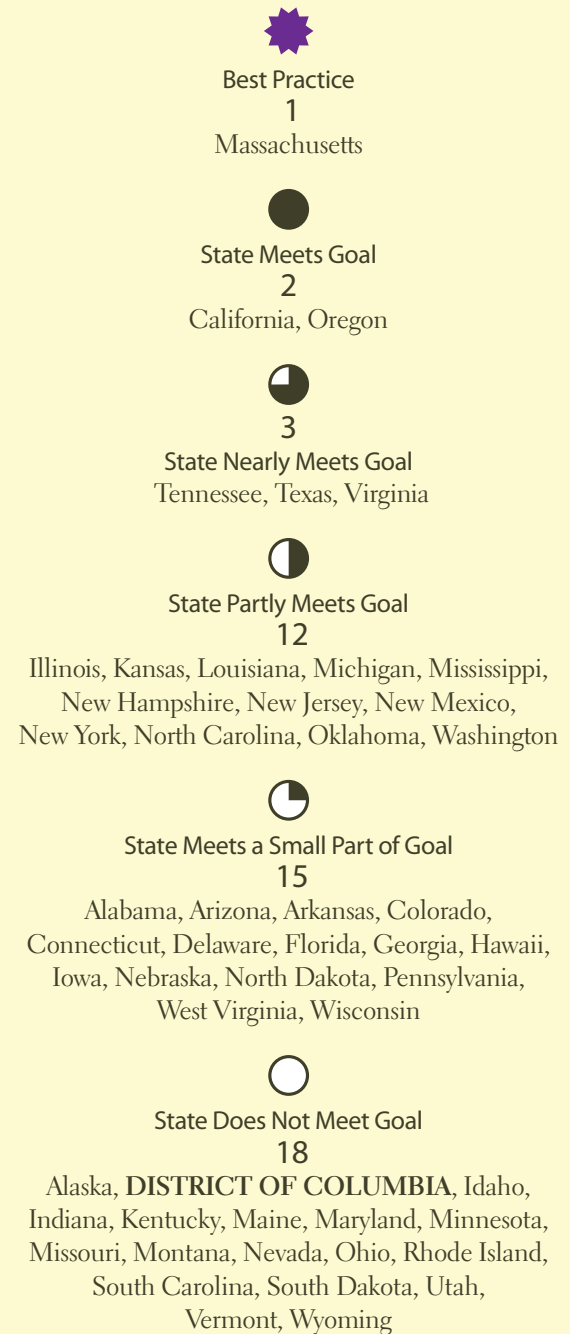 Best Practice
1
Massachusetts
State Meets Goal
2
California, Oregon
3
State Nearly Meets Goal
Tennessee, Texas, Virginia
State Partly Meets Goal
12
Illinois, Kansas, Louisiana, Michigan, Mississippi,
New Hampshire, New Jersey, New Mexico,
New York, North Carolina, Oklahoma, Washington
State Meets a Small Part of Goal
15
Alabama, Arizona, Arkansas, Colorado,
Connecticut, Delaware, Florida, Georgia, Hawaii,
Iowa, Nebraska, North Dakota, Pennsylvania,
West Virginia, Wisconsin
State Does Not Meet Goal
18
Alaska, DISTRICT OF COLUMBIA, Idaho,
Indiana, Kentucky, Maine, Maryland, Minnesota,
Missouri, Montana, Nevada, Ohio, Rhode Island,
South Carolina, South Dakota, Utah,
Vermont, Wyoming